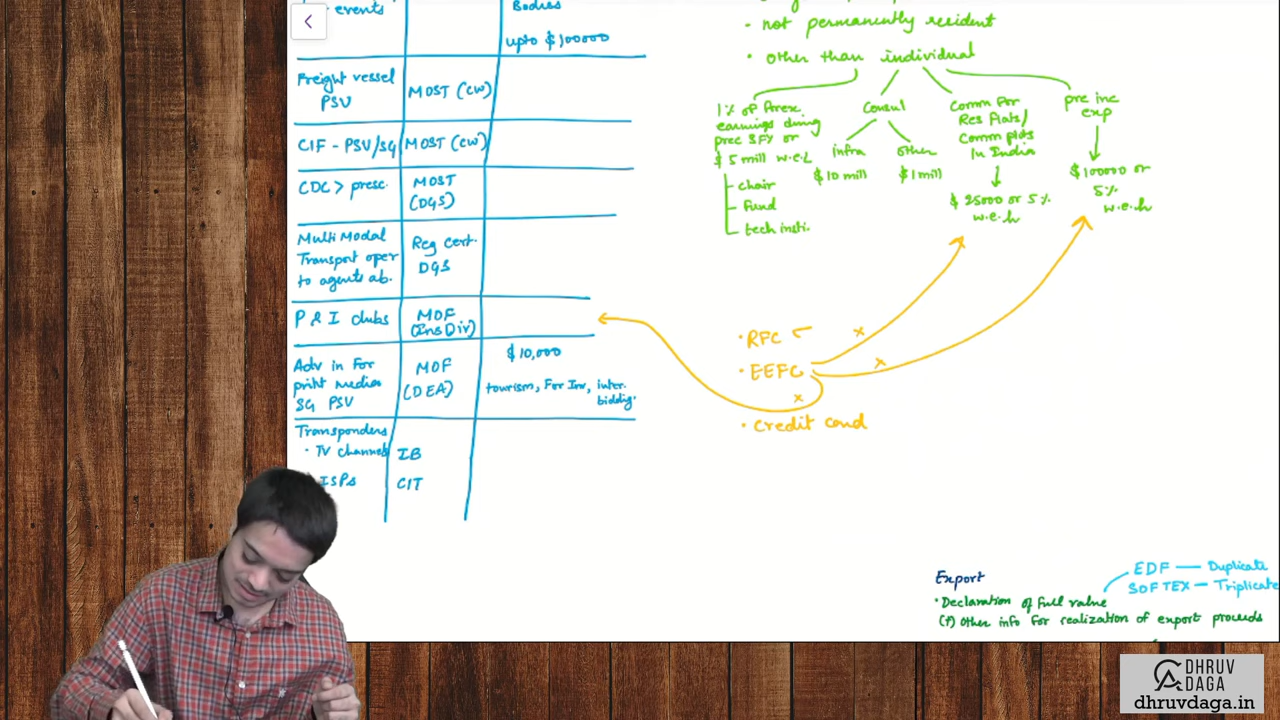 events
Bodies
upto $100000
Freight vessel
PSV
MOST (CW)
CIF - PSV/SG
MOST (CW)
CDC > presc.
MOST
(DGS)
Multi Modal
Transport oper
to agents ab.
Reg cert.
DGS
P & I clubs
MOF
(Ins Div)
Adv in For
print media
SG PSV
MOF
(DEA)
$10,000
tourism, For Inv, inter.
bidding.
Transponders
· TV channels
IB
ISPs
CIT
· not permanently resident
· other than individual
1% of forex
earnings during
prec 3FY or
$ 5 mill w.e.l
- chair
- Fund
- tech insti.
Consul
infra
$10 mill
other
$1 mill
Comm for
Res flats/
Comm plots
In India
$ 25000 or 5%
w.e.h
pre inc
exp
$100000 or
5%
w.e.h
· RFC
· EEFC
x
x
x
· Credit card
Export
· Declaration of full value
(f) Other info for realization of export proceeds
EDF — Duplicate
SOFTEX — Triplicate
DHRUV
DAGA
dhruvdaga.in